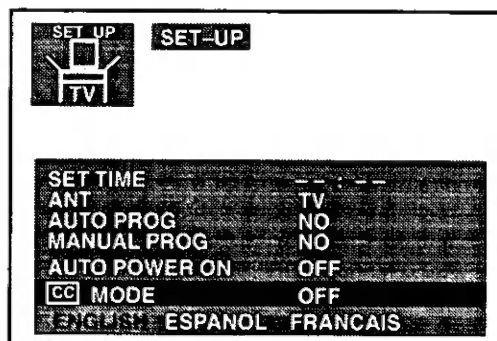 SET UP
SET-UP
TV
SET TIME --:--
ANT TV
AUTO PROG NO
MANUAL PROG NO
AUTO POWER ON OFF
CC MODE OFF
ENGLISH ESPANOL FRANCAIS